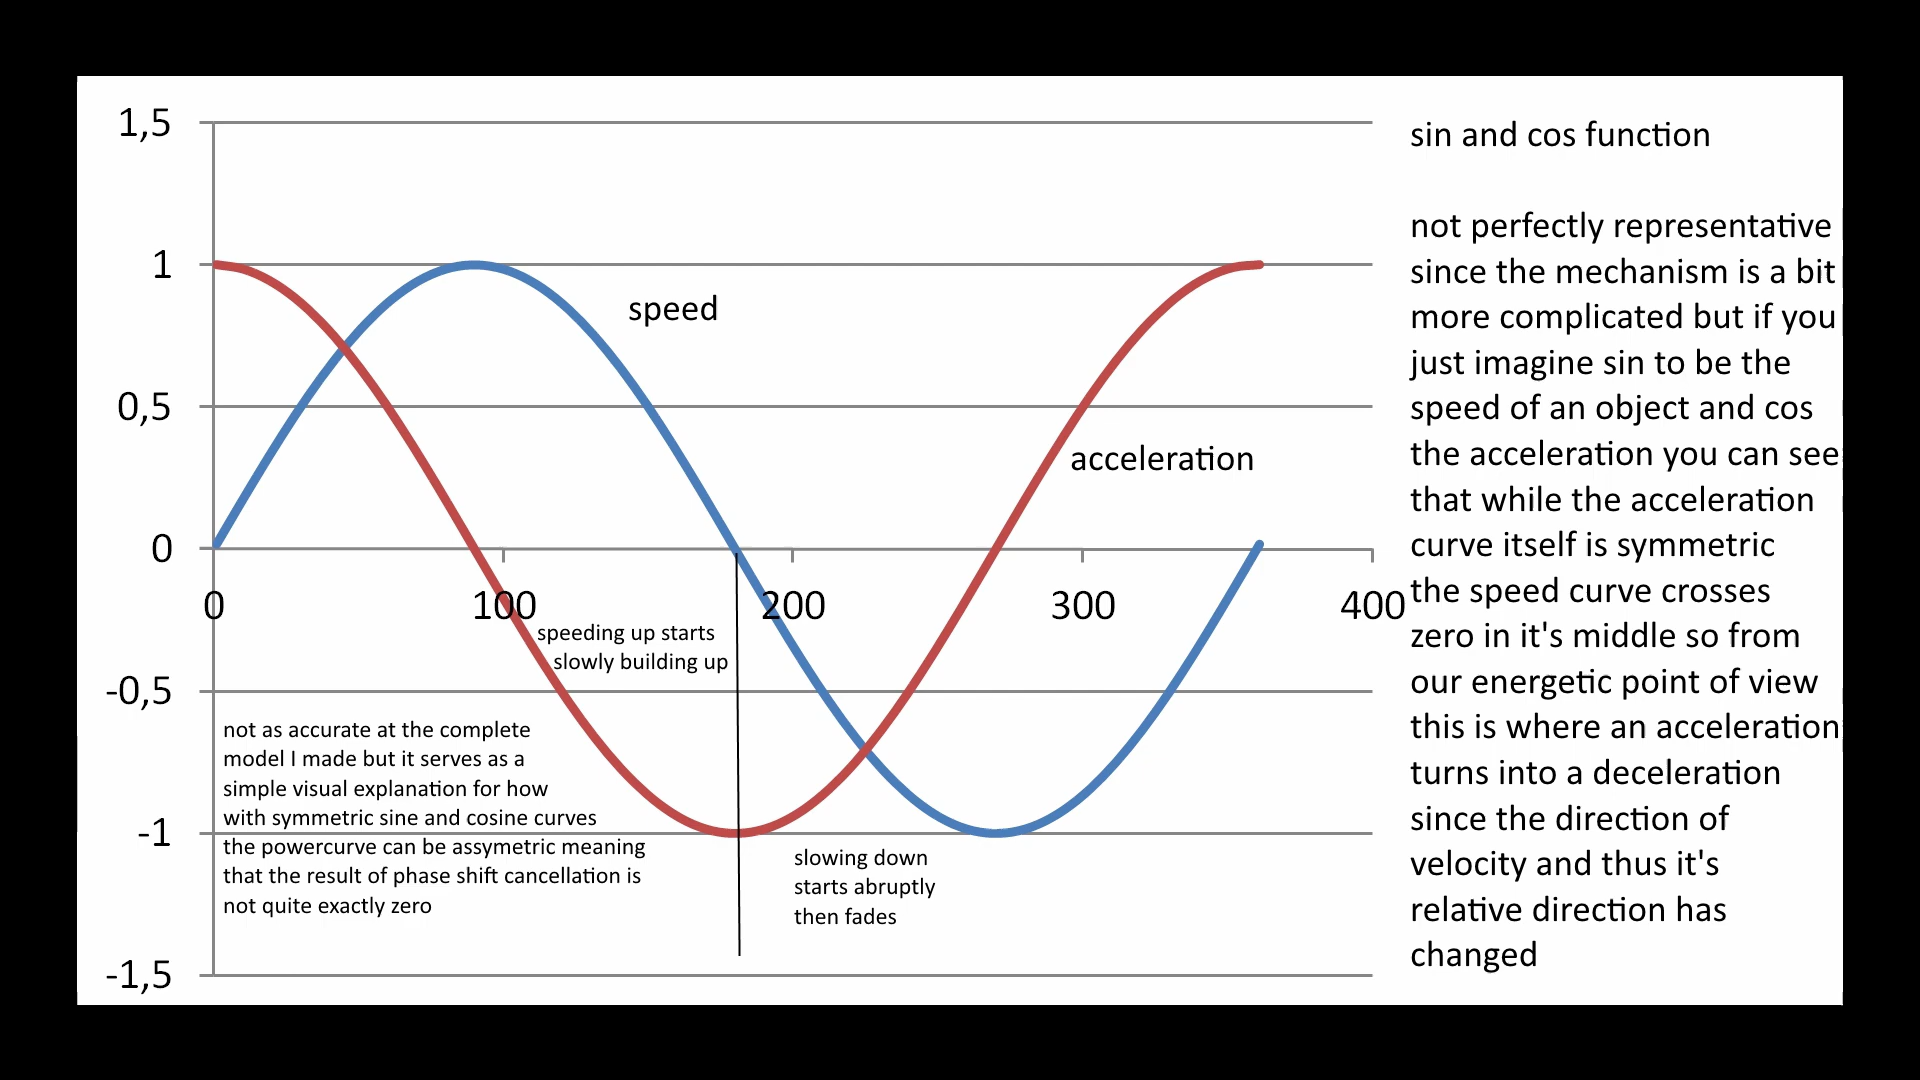 1,5
1
0,5
0
-0,5
-1
-1,5
0
100
200
300
400
speed
acceleration
speeding up starts
slowly building up
not as accurate at the complete
model I made but it serves as a
simple visual explanation for how
with symmetric sine and cosine curves
the powercurve can be assymetric meaning
that the result of phase shift cancellation is
not quite exactly zero
slowing down
starts abruptly
then fades
sin and cos function
not perfectly representative
since the mechanism is a bit
more complicated but if you
just imagine sin to be the
speed of an object and cos
the acceleration you can see
that while the acceleration
curve itself is symmetric
the speed curve crosses
zero in it's middle so from
our energetic point of view
this is where an acceleration
turns into a deceleration
since the direction of
velocity and thus it's
relative direction has
changed